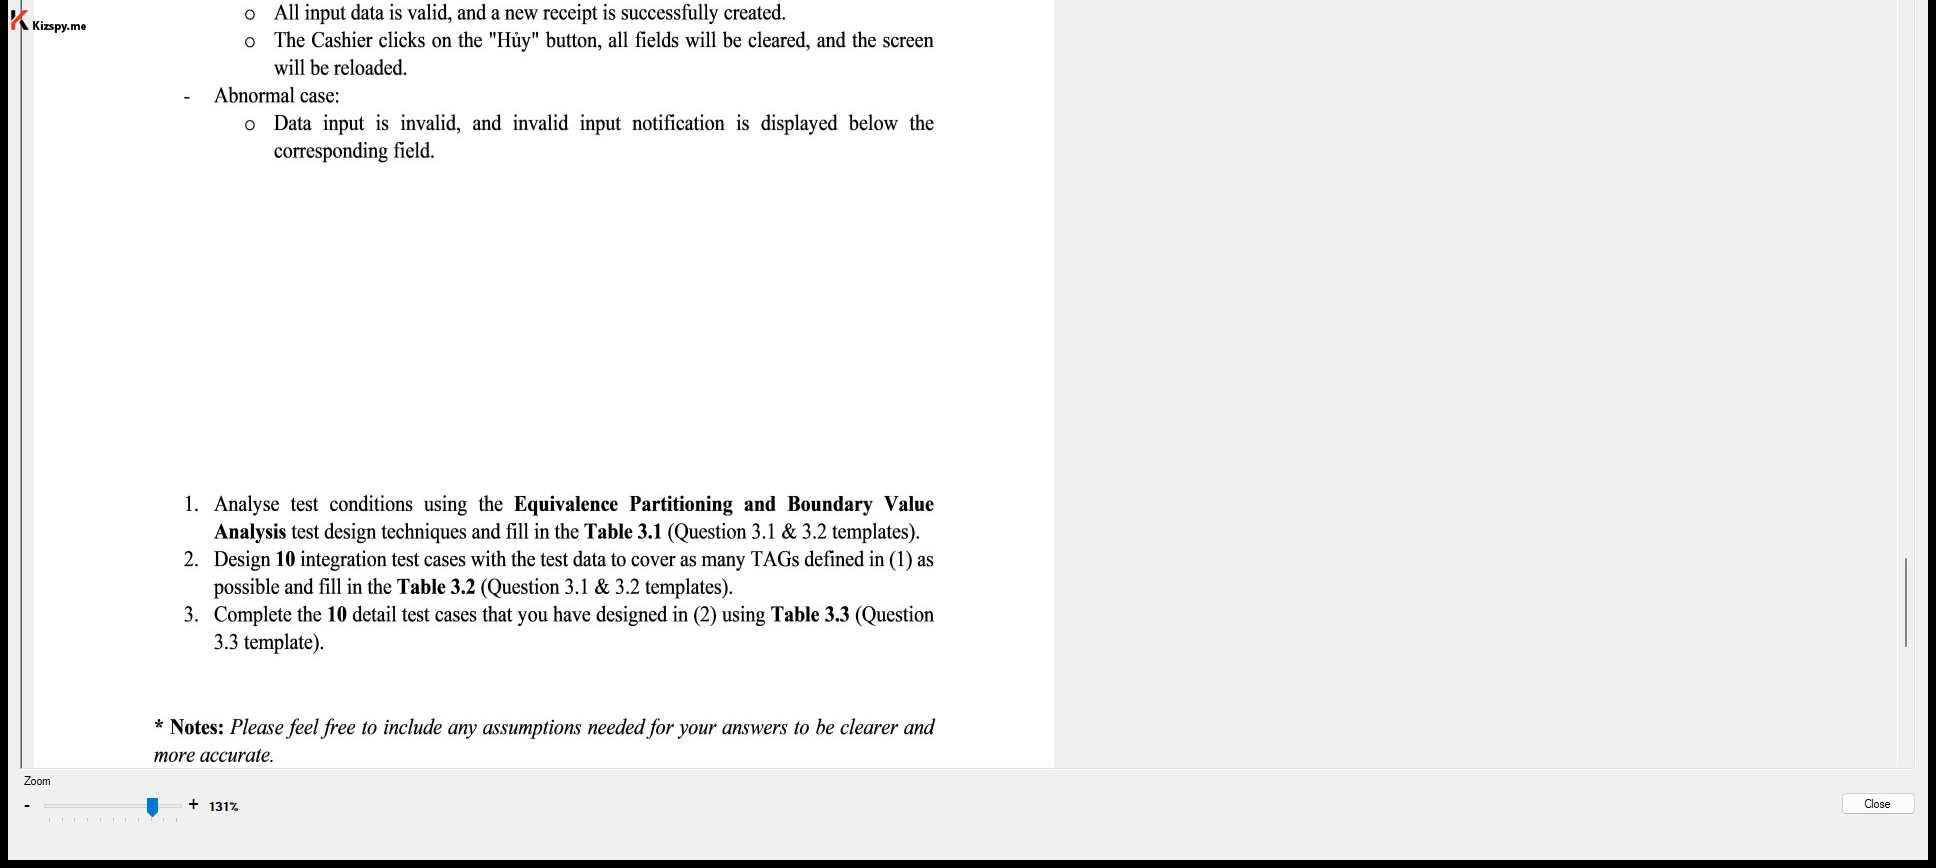 Kizspy.me
o All input data is valid, and a new receipt is successfully created.
o The Cashier clicks on the "Hủy" button, all fields will be cleared, and the screen
will be reloaded.
- Abnormal case:
o Data input is invalid, and invalid input notification is displayed below the
corresponding field.
1. Analyse test conditions using the Equivalence Partitioning and Boundary Value
Analysis test design techniques and fill in the Table 3.1 (Question 3.1 & 3.2 templates).
2. Design 10 integration test cases with the test data to cover as many TAGs defined in (1) as
possible and fill in the Table 3.2 (Question 3.1 & 3.2 templates).
3. Complete the 10 detail test cases that you have designed in (2) using Table 3.3 (Question
3.3 template).
* Notes: Please feel free to include any assumptions needed for your answers to be clearer and
more accurate.
Zoom
- + 131%
Close